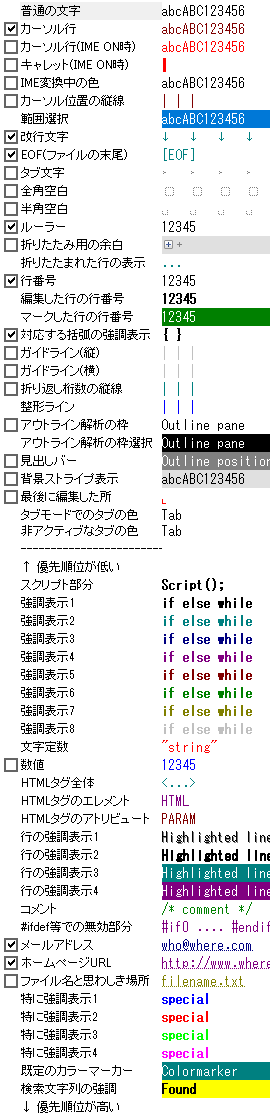 普通の文字 abcABC123456
カーソル行 abcABC123456
カーソル行(IME ON時) abcABC123456
キャレット(IME ON時)
IME変換中の色 abcABC123456
カーソル位置の縦線 | | |
範囲選択 abcABC123456
改行文字 ↓ ↓ ↓ ↓
EOF(ファイルの末尾) [EOF]
タブ文字
全角空白
半角空白
ルーラー 12345
折りたたみ用の余白 +
折りたたまれた行の表示 ...
行番号 12345
編集した行の行番号 12345
マークした行の行番号 12345
対応する括弧の強調表示 { }
ガイドライン(縦) | | |
ガイドライン(横) | | |
折り返し桁数の縦線 | | |
整形ライン | | |
アウトライン解析の枠 Outline pane
アウトライン解析の枠選択 Outline pane
見出しバー Outline position
背景ストライプ表示 abcABC123456
最後に編集した所
タブモードでのタブの色 Tab
非アクティブなタブの色 Tab
------------------------
↑ 優先順位が低い
スクリプト部分 Script();
強調表示1 if else while
強調表示2 if else while
強調表示3 if else while
強調表示4 if else while
強調表示5 if else while
強調表示6 if else while
強調表示7 if else while
強調表示8 if else while
文字定数 "string"
数値 12345
HTMLタグ全体 <...>
HTMLタグのエレメント HTML
HTMLタグのアトリビュート PARAM
行の強調表示1 Highlighted line
行の強調表示2 Highlighted line
行の強調表示3 Highlighted line
行の強調表示4 Highlighted line
コメント /* comment */
#ifdef等での無効部分 #if0 .... #endif
メールアドレス who@where.com
ホームページURL http://www.where
ファイル名と思わしき場所 filename.txt
特に強調表示1 special
特に強調表示2 special
特に強調表示3 special
特に強調表示4 special
既定のカラーマーカー Colormarker
検索文字列の強調 Found
↓ 優先順位が高い